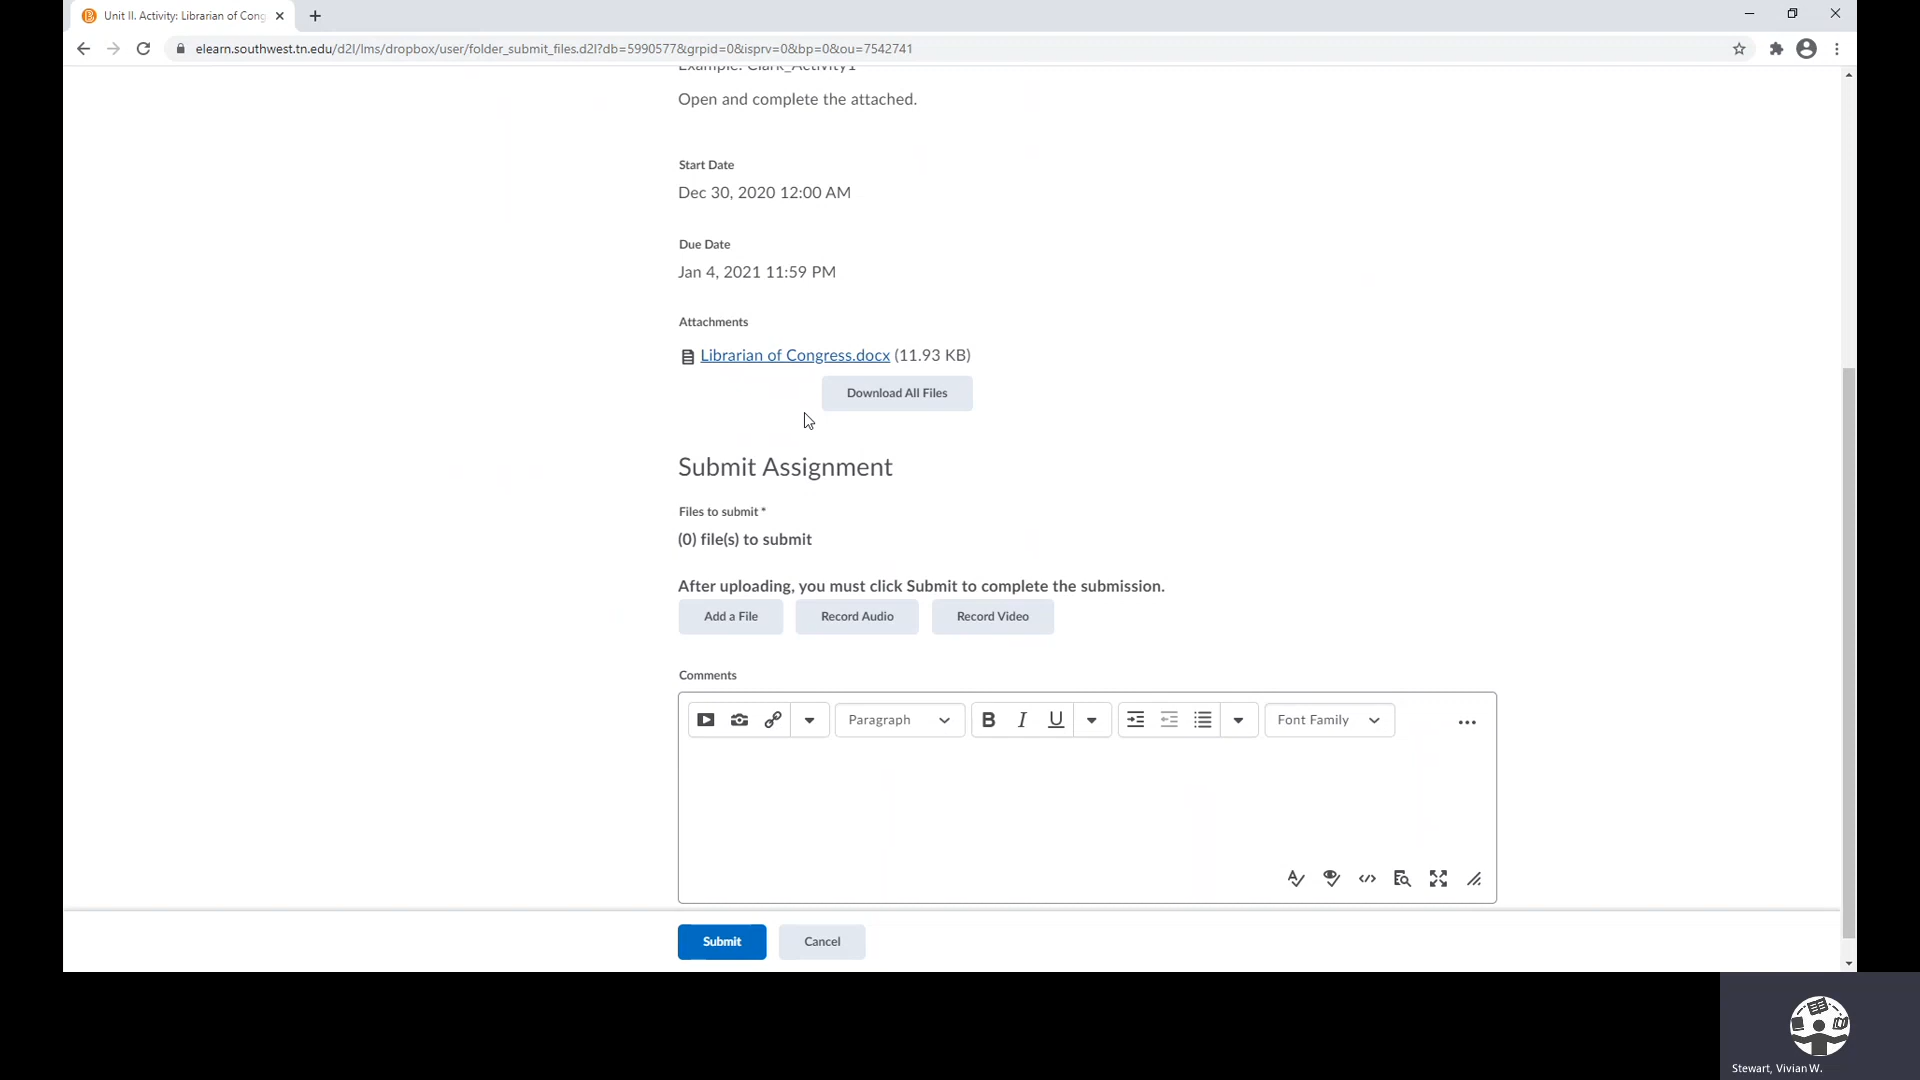 Unit II. Activity: Librarian of Cong
elearn.southwest.tn.edu/d2l/lms/dropbox/user/folder_submit_files.d2l?db=5990577&grpid=0&isprv=0&bp=0&ou=7542741
Example: Clark_Activity1
Open and complete the attached.
Start Date
Dec 30, 2020 12:00 AM
Due Date
Jan 4, 2021 11:59 PM
Attachments
Librarian of Congress.docx (11.93 KB)
Download All Files
Submit Assignment
Files to submit *
(0) file(s) to submit
After uploading, you must click Submit to complete the submission.
Add a File Record Audio Record Video
Comments
Paragraph B I U Font Family
Submit Cancel
Stewart, Vivian W.